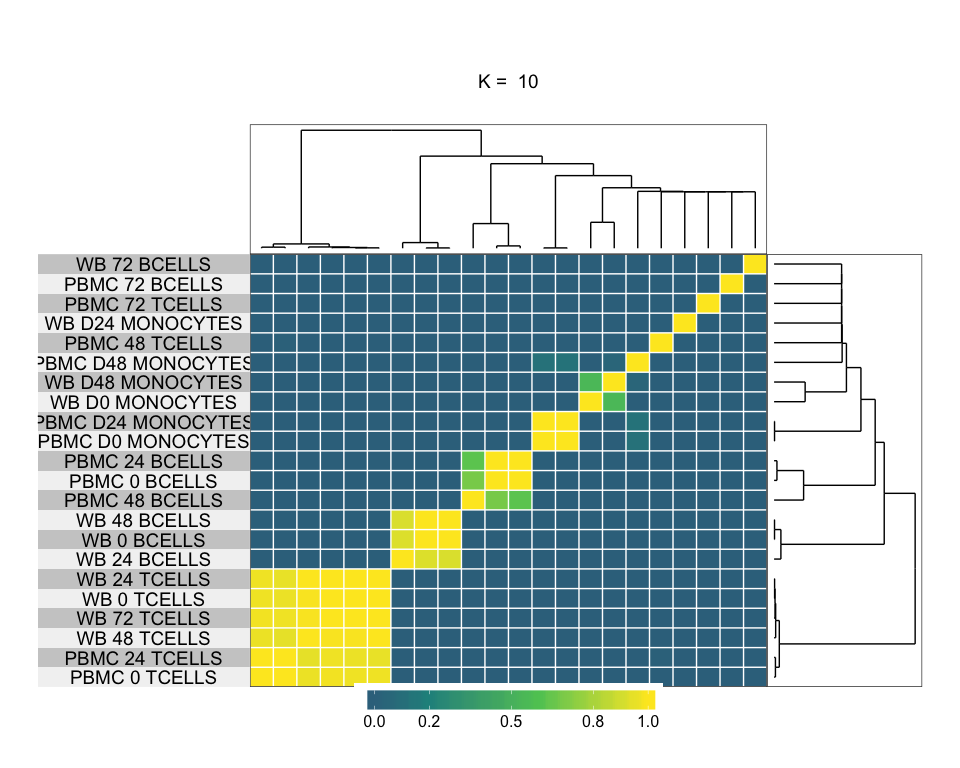 K = 10
WB 72 BCELLS
PBMC 72 BCELLS
PBMC 72 TCELLS
WB D24 MONOCYTES
PBMC 48 TCELLS
PBMC D48 MONOCYTES
WB D48 MONOCYTES
WB D0 MONOCYTES
PBMC D24 MONOCYTES
PBMC D0 MONOCYTES
PBMC 24 BCELLS
PBMC 0 BCELLS
PBMC 48 BCELLS
WB 48 BCELLS
WB 0 BCELLS
WB 24 BCELLS
WB 24 TCELLS
WB 0 TCELLS
WB 72 TCELLS
WB 48 TCELLS
PBMC 24 TCELLS
PBMC 0 TCELLS
0.0 0.2 0.5 0.8 1.0